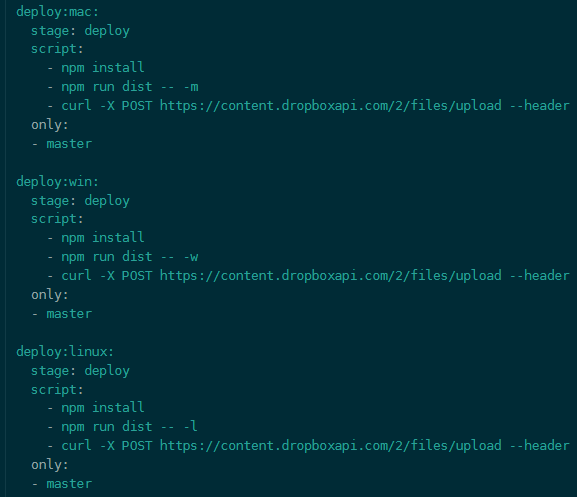 deploy:mac:
stage: deploy
script:
- npm install
- npm run dist -- -m
- curl -X POST https://content.dropboxapi.com/2/files/upload --header
only:
- master
deploy:win:
stage: deploy
script:
- npm install
- npm run dist -- -w
- curl -X POST https://content.dropboxapi.com/2/files/upload --header
only:
- master
deploy:linux:
stage: deploy
script:
- npm install
- npm run dist -- -l
- curl -X POST https://content.dropboxapi.com/2/files/upload --header
only:
- master